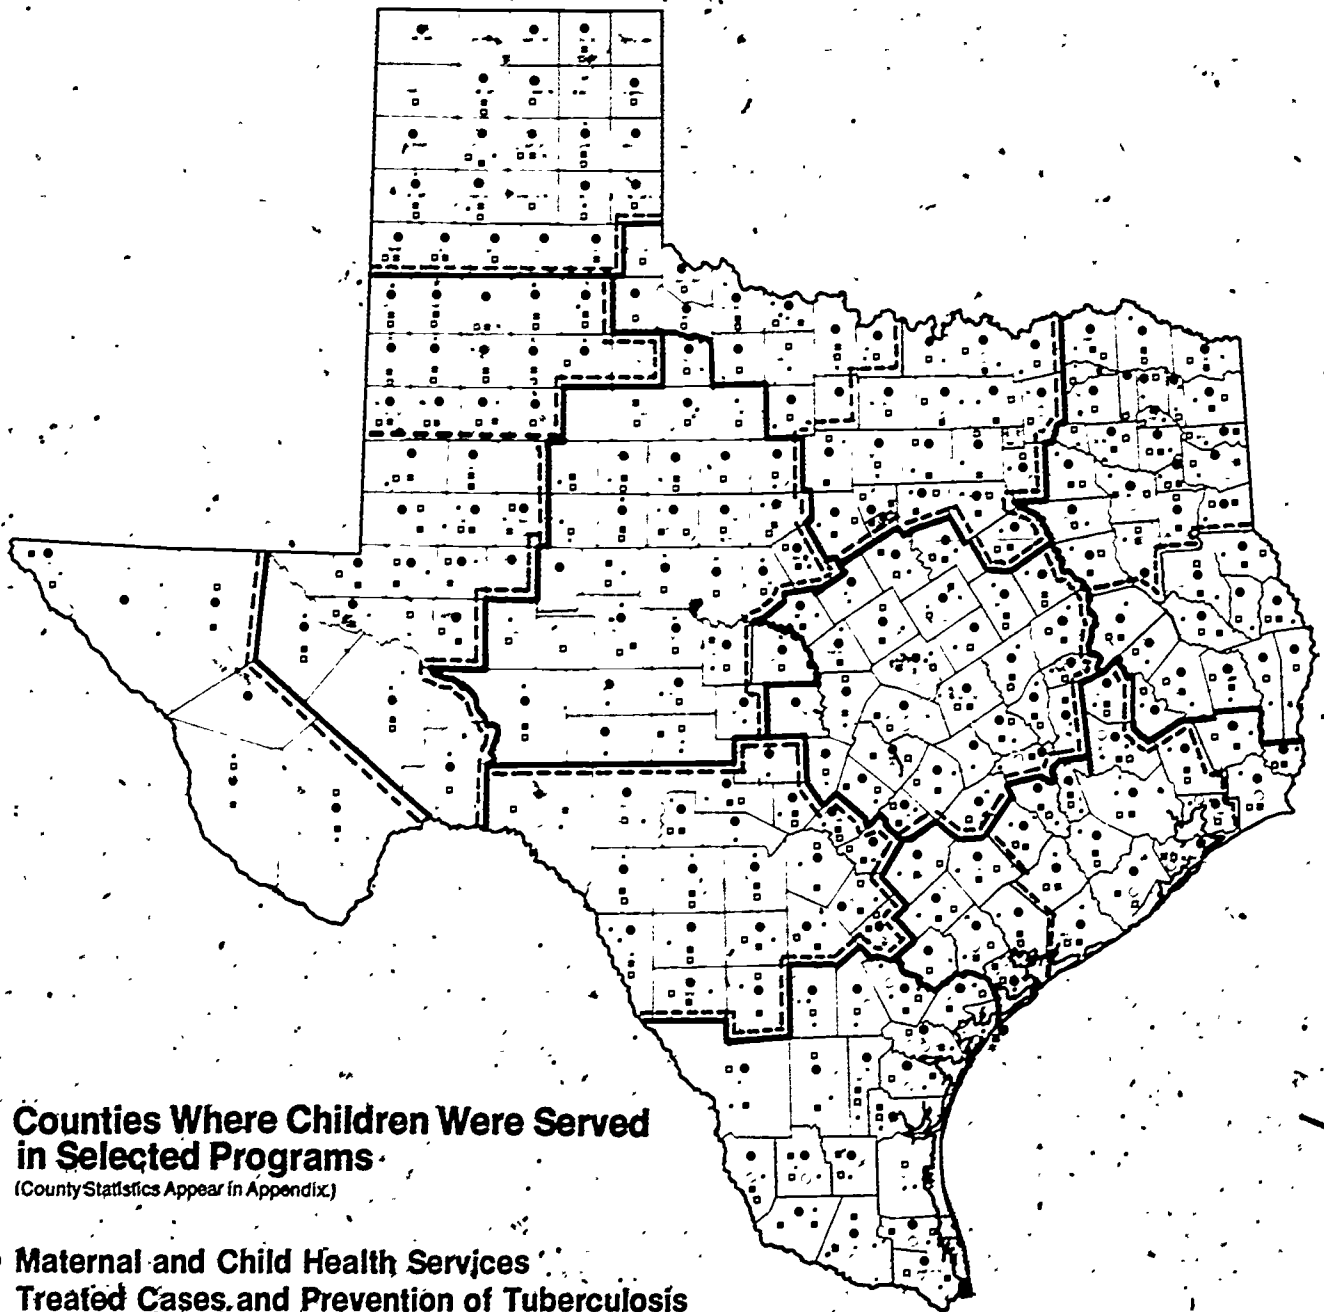 Counties Where Children Were Served
in Selected Programs
(County Statistics Appear in Appendix.)
Maternal and Child Health Services
Treated Cases and Prevention of Tuberculosis